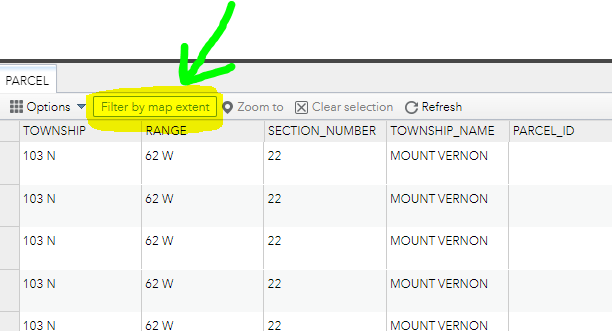 PARCEL
Options Filter by map extent Zoom to Clear selection Refresh
TOWNSHIP RANGE SECTION_NUMBER TOWNSHIP_NAME PARCEL_ID
103 N 62 W 22 MOUNT VERNON
103 N 62 W 22 MOUNT VERNON
103 N 62 W 22 MOUNT VERNON
103 N 62 W 22 MOUNT VERNON
103 N 62 W 22 MOUNT VERNON